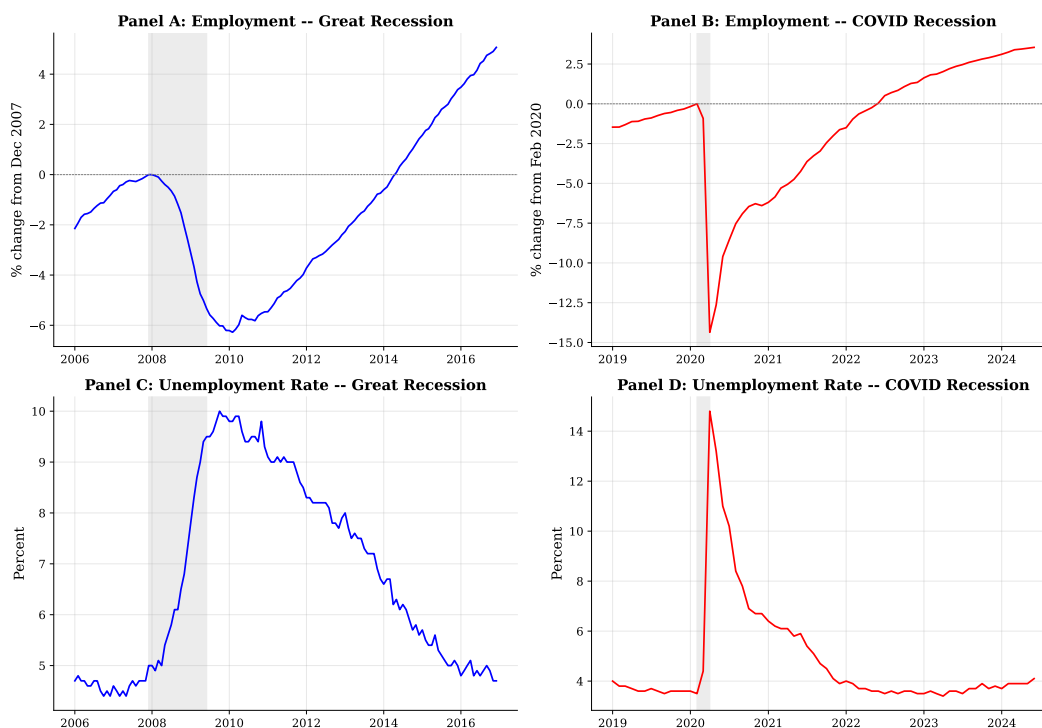 Panel A: Employment -- Great Recession
% change from Dec 2007
4
2
0
−2
−4
−6
2006 2008 2010 2012 2014 2016
Panel B: Employment -- COVID Recession
% change from Feb 2020
2.5
0.0
−2.5
−5.0
−7.5
−10.0
−12.5
−15.0
2019 2020 2021 2022 2023 2024
Panel C: Unemployment Rate -- Great Recession
Percent
10
9
8
7
6
5
2006 2008 2010 2012 2014 2016
Panel D: Unemployment Rate -- COVID Recession
Percent
14
12
10
8
6
4
2019 2020 2021 2022 2023 2024